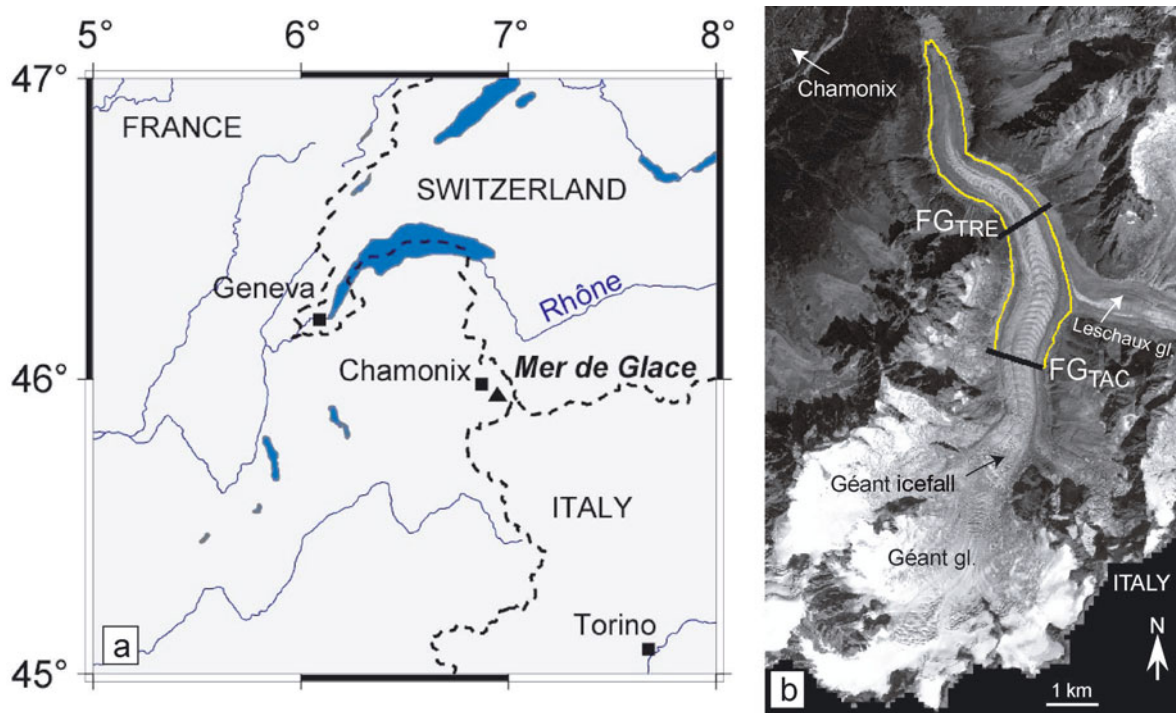 5°
6°
7°
8°
47°
FRANCE
SWITZERLAND
Geneva
Rhône
46°
Chamonix
Mer de Glace
ITALY
Torino
45°
a
Chamonix
FGTRE
Leschaux gl.
FGTAC
Géant icefall
Géant gl.
ITALY
N
1 km
b